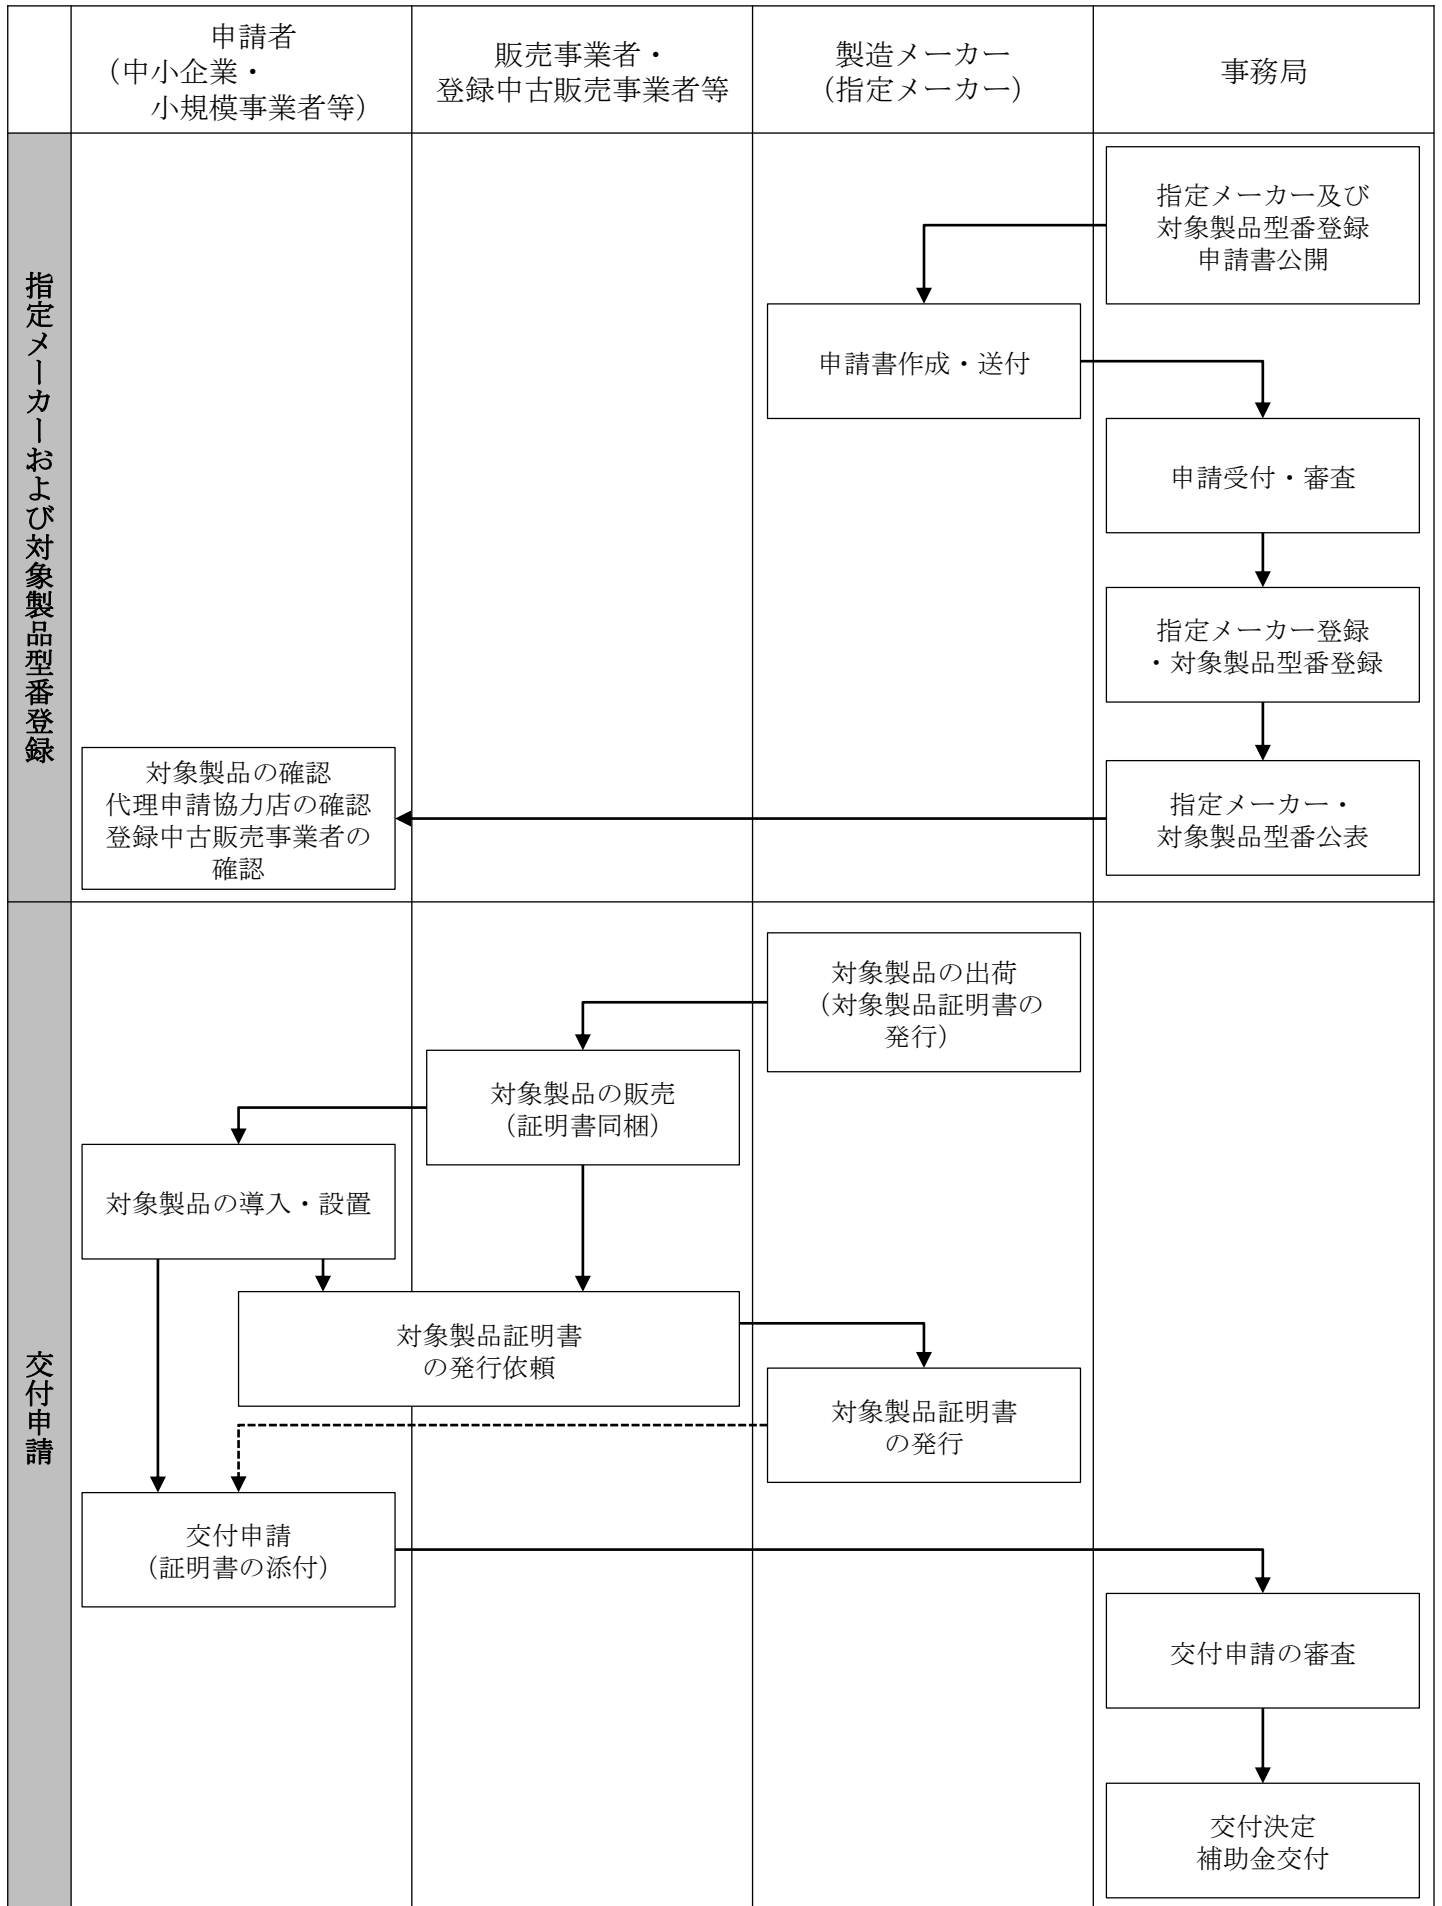 申請者
（中小企業・
小規模事業者等）
販売事業者・
登録中古販売事業者等
製造メーカー
（指定メーカー）
事務局
指定メーカーおよび対象製品型番登録
指定メーカー及び
対象製品型番登録
申請書公開
申請書作成・送付
申請受付・審査
指定メーカー登録
・対象製品型番登録
指定メーカー・
対象製品型番公表
対象製品の確認
代理申請協力店の確認
登録中古販売事業者の
確認
交付申請
対象製品の出荷
（対象製品証明書の
発行）
対象製品の販売
（証明書同梱）
対象製品の導入・設置
対象製品証明書
の発行依頼
対象製品証明書
の発行
交付申請
（証明書の添付）
交付申請の審査
交付決定
補助金交付